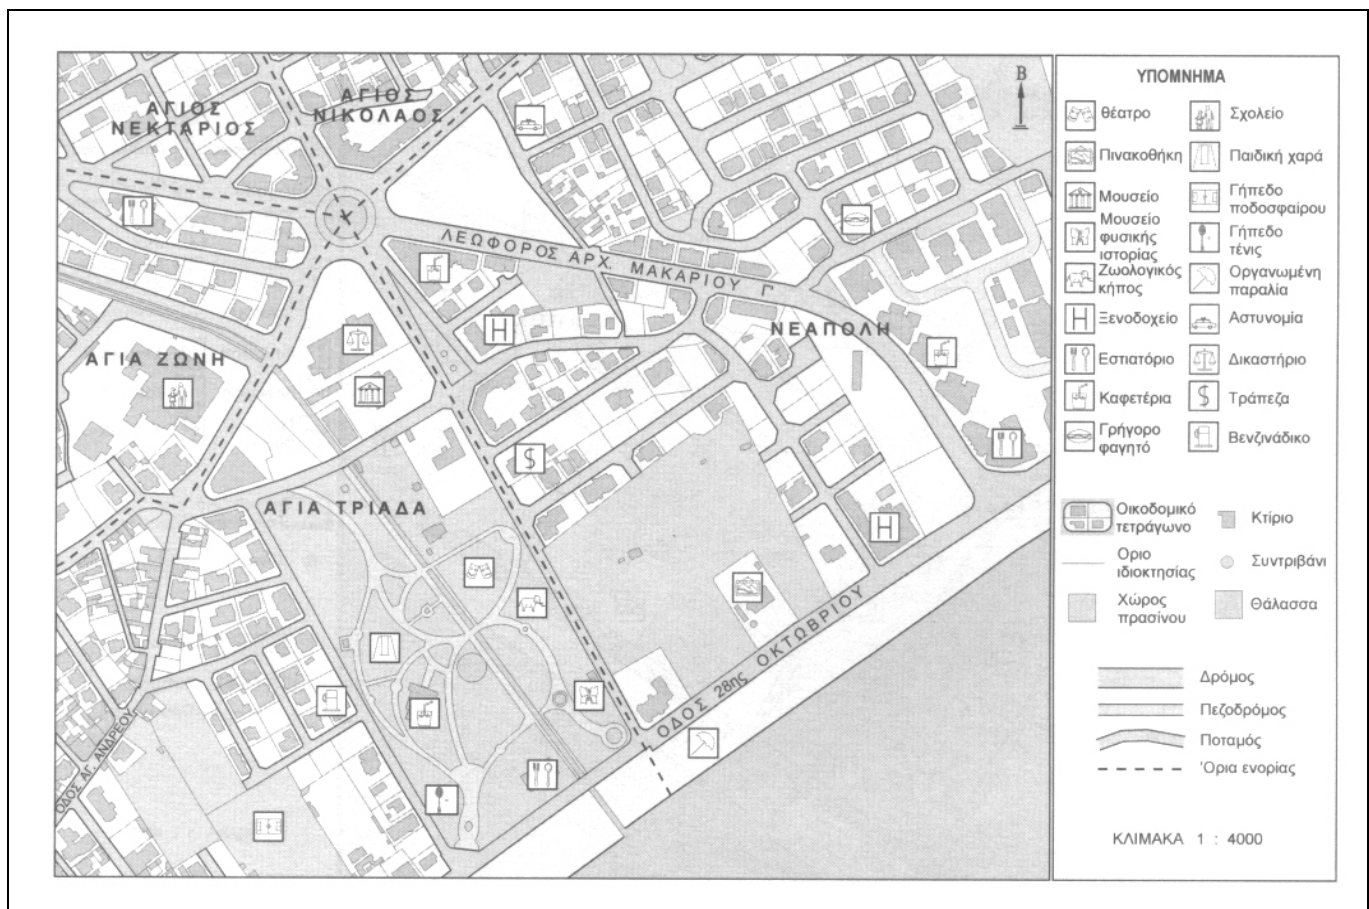 ΑΓΙΟΣ
ΝΕΚΤΑΡΙΟΣ
ΑΓΙΟΣ
ΝΙΚΟΛΑΟΣ
Β
ΛΕΩΦΟΡΟΣ ΑΡΧ. ΜΑΚΑΡΙΟΥ Γ'
ΝΕΑΠΟΛΗ
ΑΓΙΑ ΖΩΝΗ
ΑΓΙΑ ΤΡΙΑΔΑ
ΟΔΟΣ 28ης ΟΚΤΩΒΡΙΟΥ
ΟΔΟΣ ΑΓ. ΑΝΔΡΕΟΥ
H
H
$
ΥΠΟΜΝΗΜΑ
θέατρο
Πινακοθήκη
Μουσείο
Μουσείο
φυσικής
ιστορίας
Ζωολογικός
κήπος
H
Ξενοδοχείο
Εστιατόριο
Καφετέρια
Γρήγορο
φαγητό
Σχολείο
Παιδική χαρά
Γήπεδο
ποδοσφαίρου
Γήπεδο
τένις
Οργανωμένη
παραλία
Αστυνομία
Δικαστήριο
$
Τράπεζα
Βενζινάδικο
Οικοδομικό
τετράγωνο
Κτίριο
Οριο
ιδιοκτησίας
Συντριβάνι
Χώρος
πρασίνου
Θάλασσα
Δρόμος
Πεζοδρόμος
Ποταμός
'Ορια ενορίας
ΚΛΙΜΑΚΑ 1 : 4000